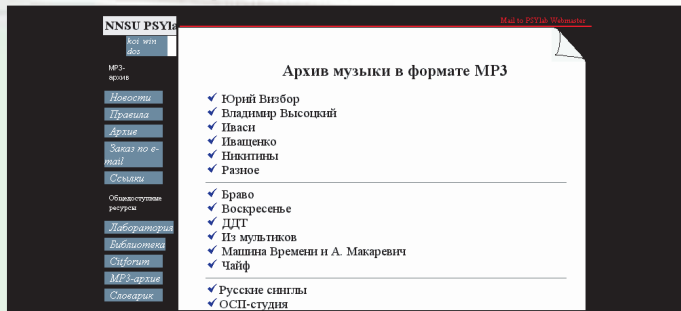 NNSU PSYla
Mail to PSYlab Webmaster
koi win
dos
MP3-
архив
Новости
Правила
Архив
Заказ по e-
mail
Ссылки
Общедоступные
ресурсы
Лаборатория
Библиотека
Citforum
MP3-архив
Словарик
Архив музыки в формате MP3
Юрий Визбор
Владимир Высоцкий
Иваси
Иващенко
Никитины
Разное
Браво
Воскресенье
ДДТ
Из мультиков
Машина Времени и А. Макаревич
Чайф
Русские синглы
ОСП-студия